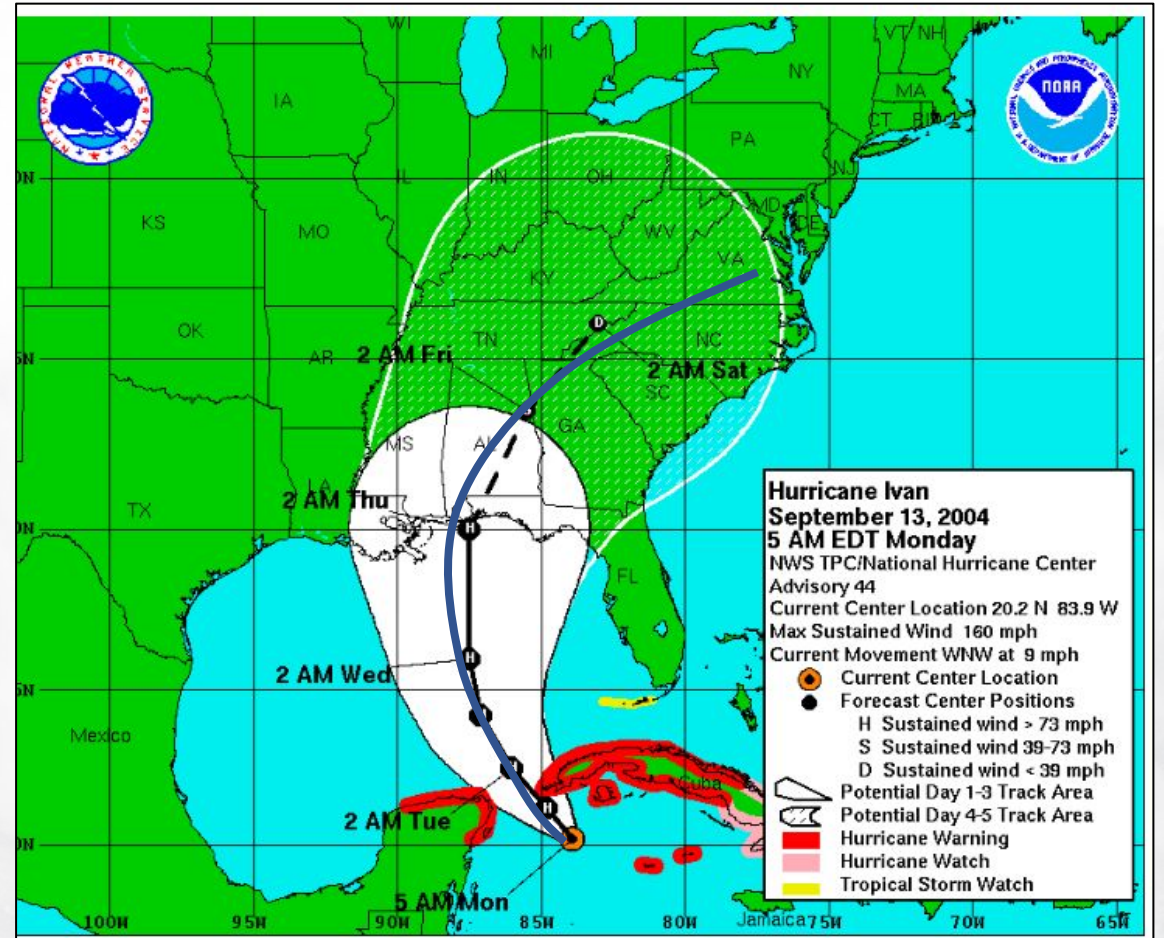 WI
MI
VT
NH
NY
MA
CT
RI
IA
PA
NJ
NATIONAL WEATHER SERVICE
NOAA
IL
IN
OH
MD
DE
WV
VA
KS
MO
KY
OK
AR
TN
NC
2 AM Fri
2 AM Sat
SC
MS
GA
LA
TX
2 AM Thu
FL
2 AM Wed
Mexico
Cuba
2 AM Tue
5 AM Mon
Jamaica
100W
95W
90W
85W
80W
75W
70W
65W
Hurricane Ivan
September 13, 2004
5 AM EDT Monday
NWS TPC/National Hurricane Center
Advisory 44
Current Center Location 20.2 N 83.9 W
Max Sustained Wind 160 mph
Current Movement WNW at 9 mph
Current Center Location
Forecast Center Positions
H Sustained wind > 73 mph
S Sustained wind 39-73 mph
D Sustained wind < 39 mph
Potential Day 1-3 Track Area
Potential Day 4-5 Track Area
Hurricane Warning
Hurricane Watch
Tropical Storm Watch
H
H
H
D